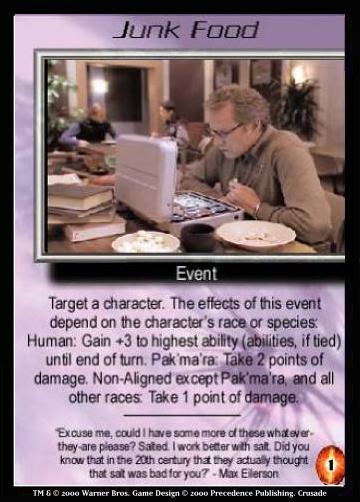 Junk Food
Event
Target a character. The effects of this event
depend on the character's race or species:
Human: Gain +3 to highest ability (abilities, if tied)
until end of turn. Pak'ma'ra: Take 2 points of
damage. Non-Aligned except Pak'ma'ra, and all
other races: Take 1 point of damage.
"Excuse me, could I have some more of these whatever-
they-are please? Salted. I work better with salt. Did you
know that in the 20th century that they actually thought
that salt was bad for you?" - Max Eilerson
1
TM & © 2000 Warner Bros. Game Design © 2000 Precedence Publishing. Crusade